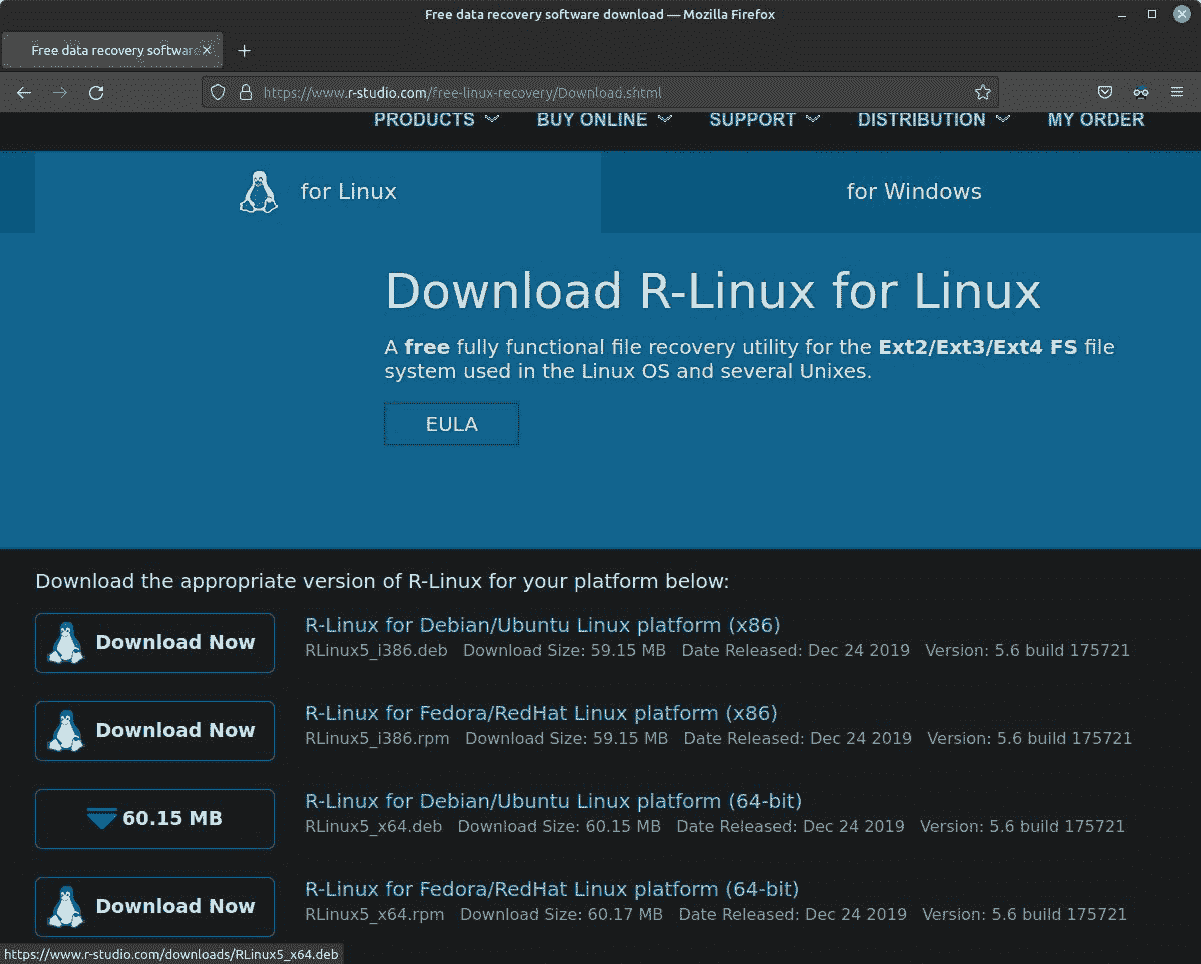 Free data recovery software download — Mozilla Firefox
Free data recovery software
https://www.r-studio.com/free-linux-recovery/Download.shtml
PRODUCTS BUY ONLINE SUPPORT DISTRIBUTION MY ORDER
for Linux for Windows
Download R-Linux for Linux
A free fully functional file recovery utility for the Ext2/Ext3/Ext4 FS file
system used in the Linux OS and several Unixes.
EULA
Download the appropriate version of R-Linux for your platform below:
Download Now
R-Linux for Debian/Ubuntu Linux platform (x86)
RLinux5_i386.deb Download Size: 59.15 MB Date Released: Dec 24 2019 Version: 5.6 build 175721
Download Now
R-Linux for Fedora/RedHat Linux platform (x86)
RLinux5_i386.rpm Download Size: 59.15 MB Date Released: Dec 24 2019 Version: 5.6 build 175721
60.15 MB
R-Linux for Debian/Ubuntu Linux platform (64-bit)
RLinux5_x64.deb Download Size: 60.15 MB Date Released: Dec 24 2019 Version: 5.6 build 175721
Download Now
R-Linux for Fedora/RedHat Linux platform (64-bit)
RLinux5_x64.rpm Download Size: 60.17 MB Date Released: Dec 24 2019 Version: 5.6 build 175721
https://www.r-studio.com/downloads/RLinux5_x64.deb